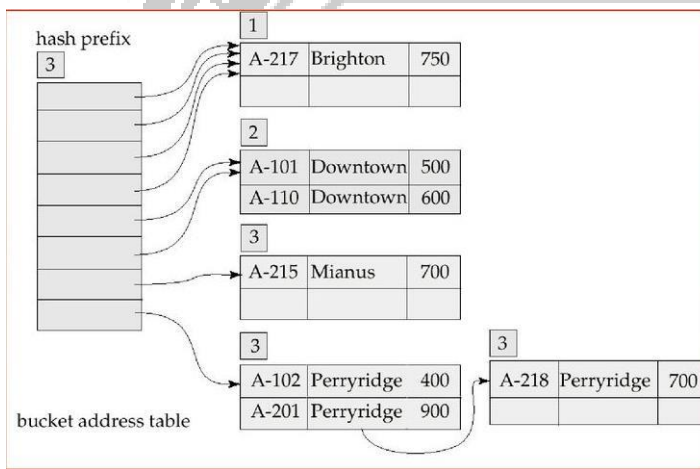 hash prefix
3
1
A-217 Brighton 750
2
A-101 Downtown 500
A-110 Downtown 600
3
A-215 Mianus 700
3
A-102 Perryridge 400
A-201 Perryridge 900
3
A-218 Perryridge 700
bucket address table